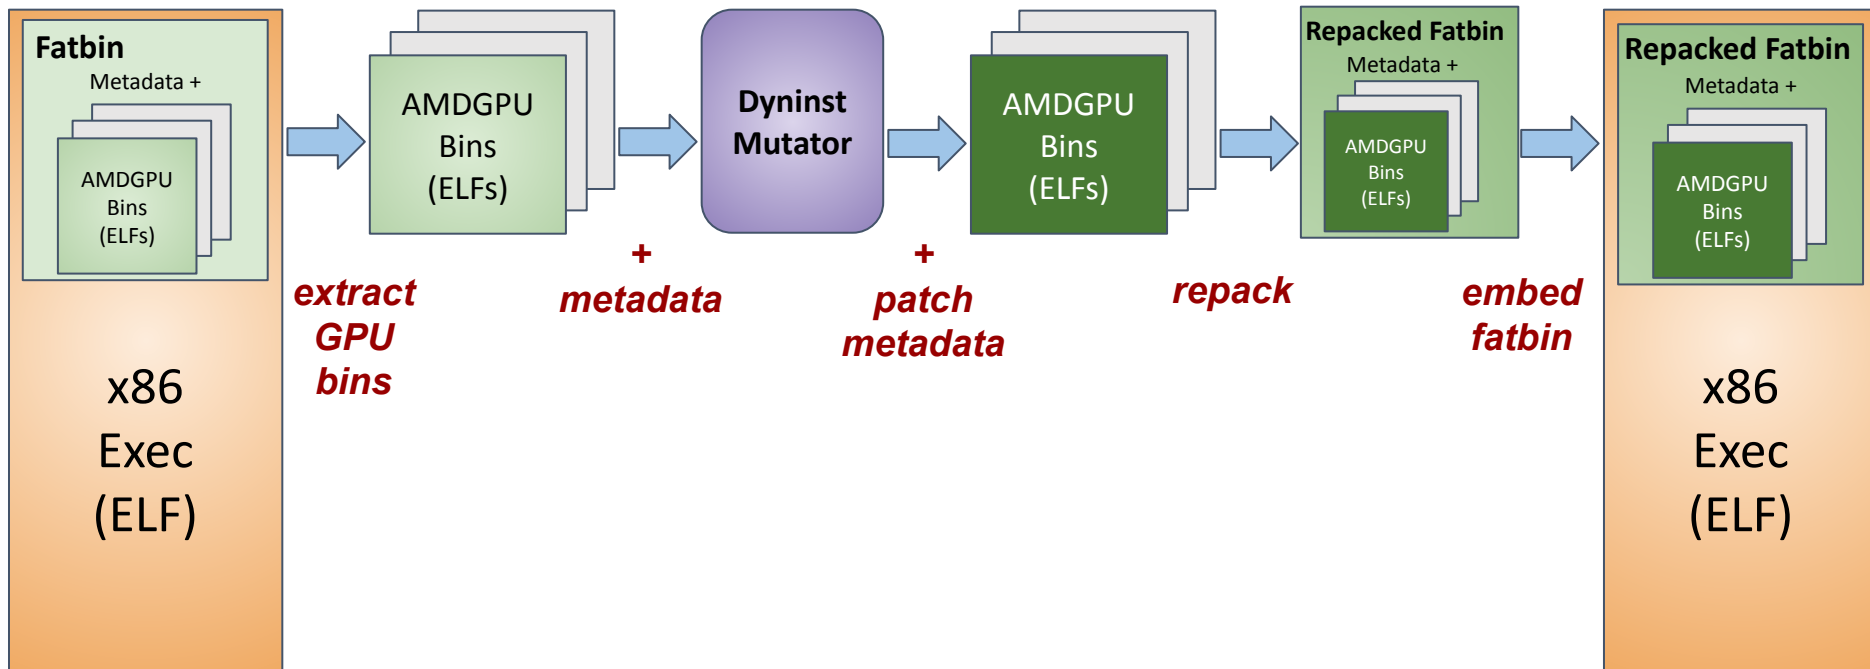 Fatbin
Metadata +
AMDGPU
Bins
(ELFs)
x86
Exec
(ELF)
extract
GPU
bins
AMDGPU
Bins
(ELFs)
+
metadata
Dyninst
Mutator
+
patch
metadata
AMDGPU
Bins
(ELFs)
repack
Repacked Fatbin
Metadata +
AMDGPU
Bins
(ELFs)
embed
fatbin
Repacked Fatbin
Metadata +
AMDGPU
Bins
(ELFs)
x86
Exec
(ELF)